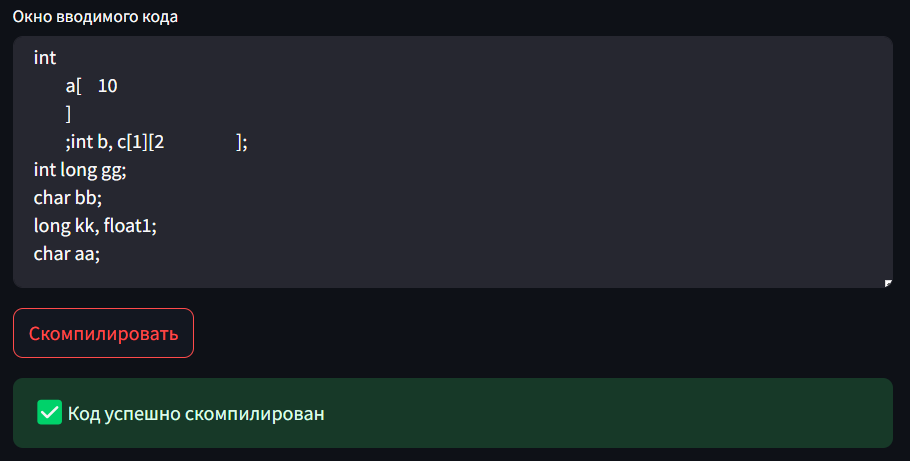 Окно вводимого кода
int
a[ 10
]
;int b, c[1][2 ];
int long gg;
char bb;
long kk, float1;
char aa;
Скомпилировать
Код успешно скомпилирован